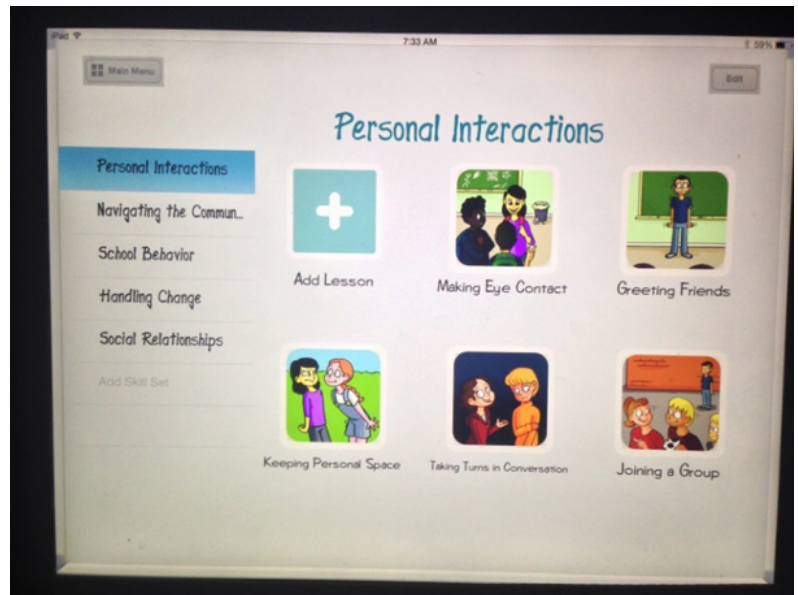 iPad
7:33 AM
59%
Main Menu
Edit
Personal Interactions
Personal Interactions
Navigating the Commun...
School Behavior
Handling Change
Social Relationships
Add Skill Set
Add Lesson
Making Eye Contact
Greeting Friends
Keeping Personal Space
Taking Turns in Conversation
Joining a Group